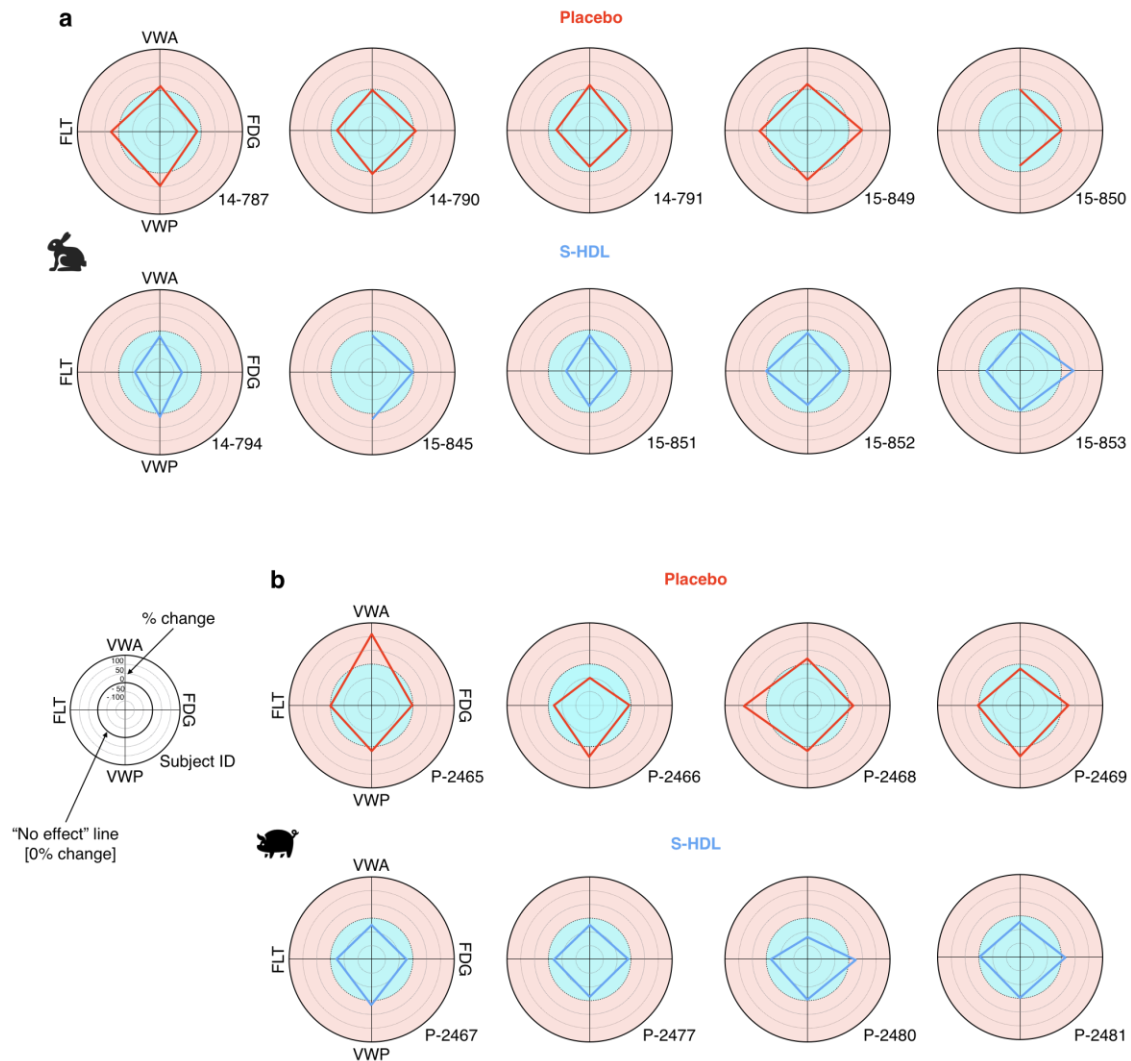 a
Placebo
VWA
FLT
FDG
VWP
14-787
14-790
14-791
15-849
15-850
S-HDL
VWA
FLT
FDG
VWP
14-794
15-845
15-851
15-852
15-853
b
Placebo
% change
VWA
100
50
0
- 50
- 100
FLT
FDG
VWP
Subject ID
"No effect" line
[0% change]
VWA
FLT
FDG
VWP
P-2465
P-2466
P-2468
P-2469
S-HDL
VWA
FLT
FDG
VWP
P-2467
P-2477
P-2480
P-2481